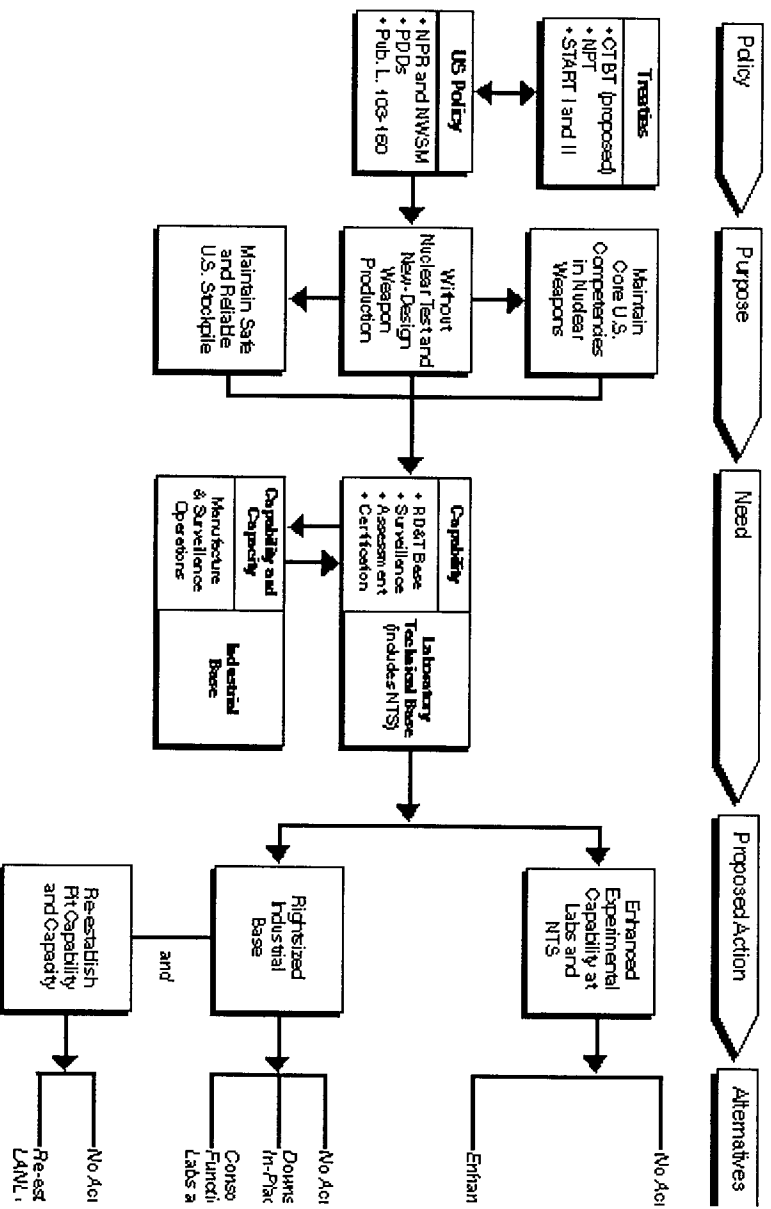 Policy
Purpose
Need
Proposed Action
Alternatives
Treaties
• CTBT (proposed)
• NPT
• START I and II
US Policy
• NPR and NWSM
• PDDs
• Pub. L. 103-160
Maintain
Core U.S.
Competencies
in Nuclear
Weapons
Without
Nuclear Test and
New-Design
Weapon
Production
Maintain Safe
and Reliable
U.S. Stockpile
Capability
• RD&T Base
• Surveillance
• Assessment
• Certification
Laboratory
Technical Base
(includes NTS)
Capability and
Capacity
Manufacture
& Surveillance
Operations
Industrial
Base
Enhanced
Experimental
Capability at
Labs and
NTS
Rightsized
Industrial
Base
and
Re-establish
Pit Capability
and Capacity
No Aci
Enhan
No Aci
Downs
In-Plac
Conso
Functi
Labs a
No Aci
Re-est
LANL